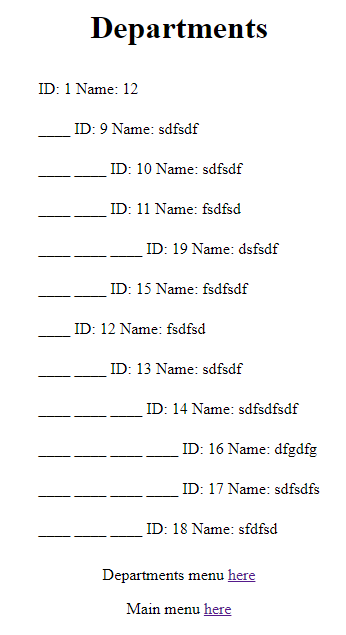 Departments
ID: 1 Name: 12
____ ID: 9 Name: sdfsdf
____ ____ ID: 10 Name: sdfsdf
____ ____ ID: 11 Name: fsdfsd
____ ____ ____ ID: 19 Name: dsfsdf
____ ____ ID: 15 Name: fsdfsdf
____ ID: 12 Name: fsdfsd
____ ____ ID: 13 Name: sdfsdf
____ ____ ____ ID: 14 Name: sdfsdfsdf
____ ____ ____ ____ ID: 16 Name: dfgdfg
____ ____ ____ ____ ID: 17 Name: sdfsdfs
____ ____ ____ ID: 18 Name: sfdfsd
Departments menu here
Main menu here